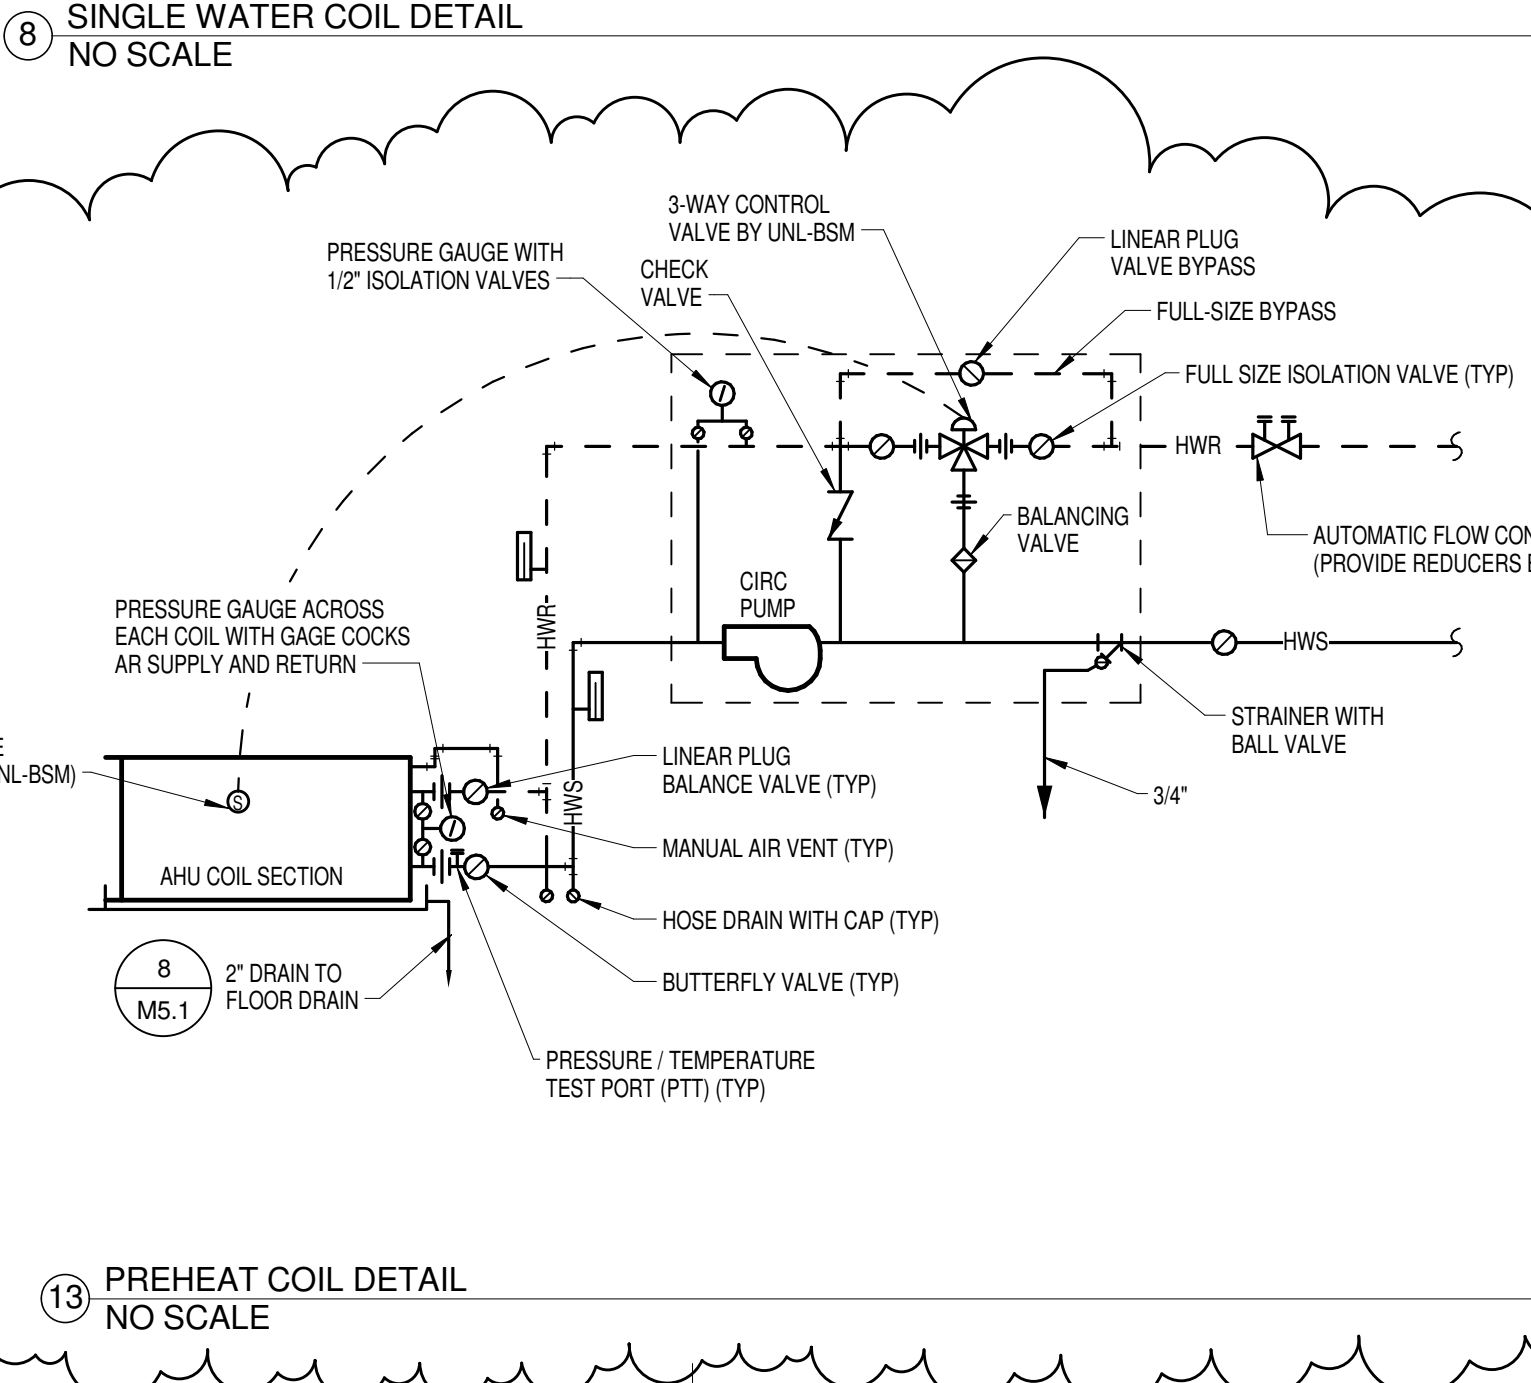 8
SINGLE WATER COIL DETAIL
NO SCALE
3-WAY CONTROL
VALVE BY UNL-BSM
PRESSURE GAUGE WITH
1/2" ISOLATION VALVES
CHECK
VALVE
LINEAR PLUG
VALVE BYPASS
FULL-SIZE BYPASS
FULL SIZE ISOLATION VALVE (TYP)
HWR
BALANCING
VALVE
AUTOMATIC FLOW CON
(PROVIDE REDUCERS
CIRC
PUMP
PRESSURE GAUGE ACROSS
EACH COIL WITH GAGE COCKS
AR SUPPLY AND RETURN
HWR
HWS
STRAINER WITH
BALL VALVE
NL-BSM)
LINEAR PLUG
BALANCE VALVE (TYP)
HWS
3/4"
S
MANUAL AIR VENT (TYP)
AHU COIL SECTION
HOSE DRAIN WITH CAP (TYP)
8
M5.1
2" DRAIN TO
FLOOR DRAIN
BUTTERFLY VALVE (TYP)
PRESSURE / TEMPERATURE
TEST PORT (PTT) (TYP)
13
PREHEAT COIL DETAIL
NO SCALE